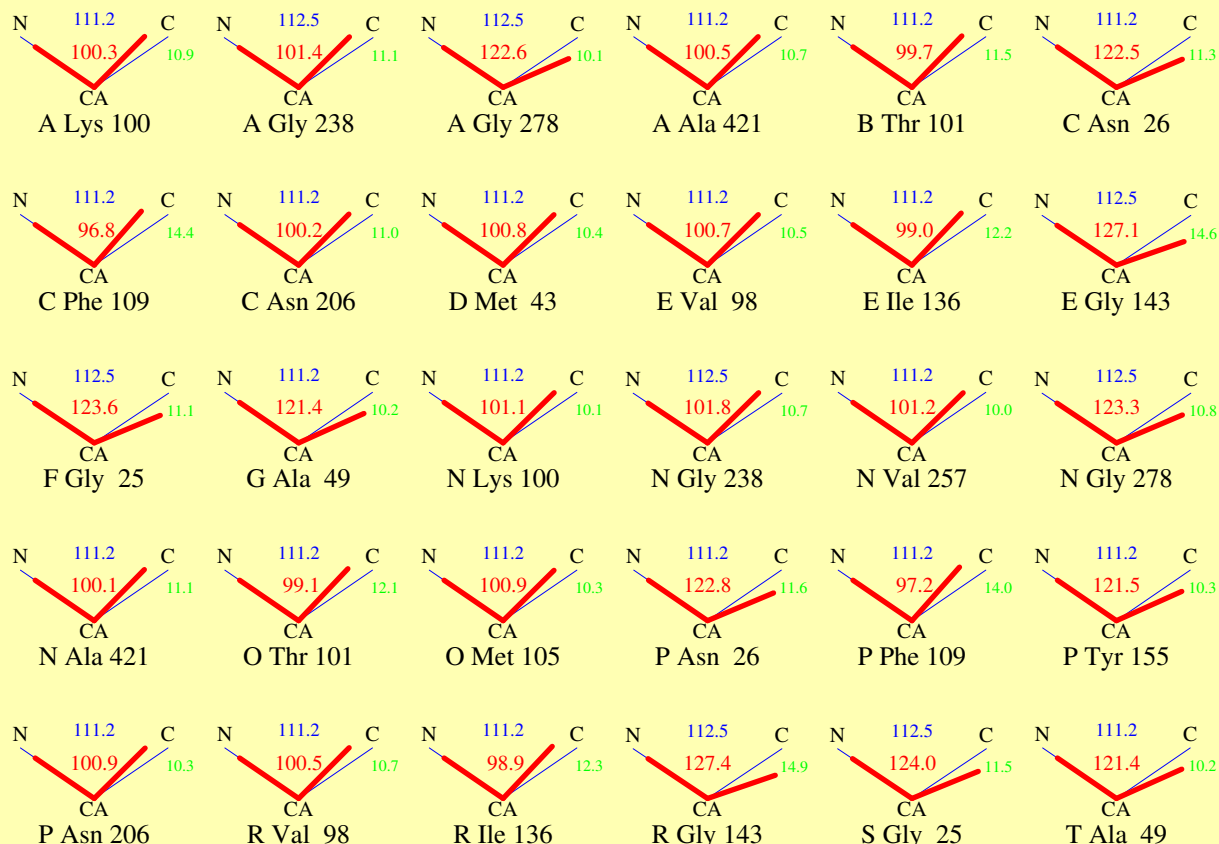 N 111.2 C N 112.5 C N 112.5 C N 111.2 C N 111.2 C N 111.2 C
100.3 10.9 101.4 11.1 122.6 10.1 100.5 10.7 99.7 11.5 122.5 11.3
CA CA CA CA CA CA
A Lys 100 A Gly 238 A Gly 278 A Ala 421 B Thr 101 C Asn 26
N 111.2 C N 111.2 C N 111.2 C N 111.2 C N 111.2 C N 112.5 C
96.8 14.4 100.2 11.0 100.8 10.4 100.7 10.5 99.0 12.2 127.1 14.6
CA CA CA CA CA CA
C Phe 109 C Asn 206 D Met 43 E Val 98 E Ile 136 E Gly 143
N 112.5 C N 111.2 C N 111.2 C N 112.5 C N 111.2 C N 112.5 C
123.6 11.1 121.4 10.2 101.1 10.1 101.8 10.7 101.2 10.0 123.3 10.8
CA CA CA CA CA CA
F Gly 25 G Ala 49 N Lys 100 N Gly 238 N Val 257 N Gly 278
N 111.2 C N 111.2 C N 111.2 C N 111.2 C N 111.2 C N 111.2 C
100.1 11.1 99.1 12.1 100.9 10.3 122.8 11.6 97.2 14.0 121.5 10.3
CA CA CA CA CA CA
N Ala 421 O Thr 101 O Met 105 P Asn 26 P Phe 109 P Tyr 155
N 111.2 C N 111.2 C N 111.2 C N 112.5 C N 112.5 C N 111.2 C
100.9 10.3 100.5 10.7 98.9 12.3 127.4 14.9 124.0 11.5 121.4 10.2
CA CA CA CA CA CA
P Asn 206 R Val 98 R Ile 136 R Gly 143 S Gly 25 T Ala 49